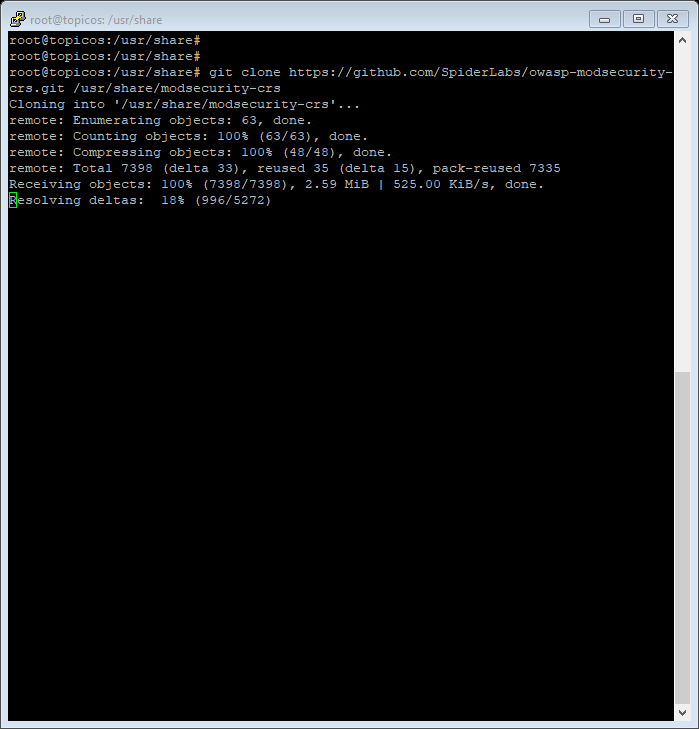 root@topicos: /usr/share
root@topicos:/usr/share#
root@topicos:/usr/share#
root@topicos:/usr/share# git clone https://github.com/SpiderLabs/owasp-modsecurity-
crs.git /usr/share/modsecurity-crs
Cloning into '/usr/share/modsecurity-crs'...
remote: Enumerating objects: 63, done.
remote: Counting objects: 100% (63/63), done.
remote: Compressing objects: 100% (48/48), done.
remote: Total 7398 (delta 33), reused 35 (delta 15), pack-reused 7335
Receiving objects: 100% (7398/7398), 2.59 MiB | 525.00 KiB/s, done.
Resolving deltas:  18% (996/5272)